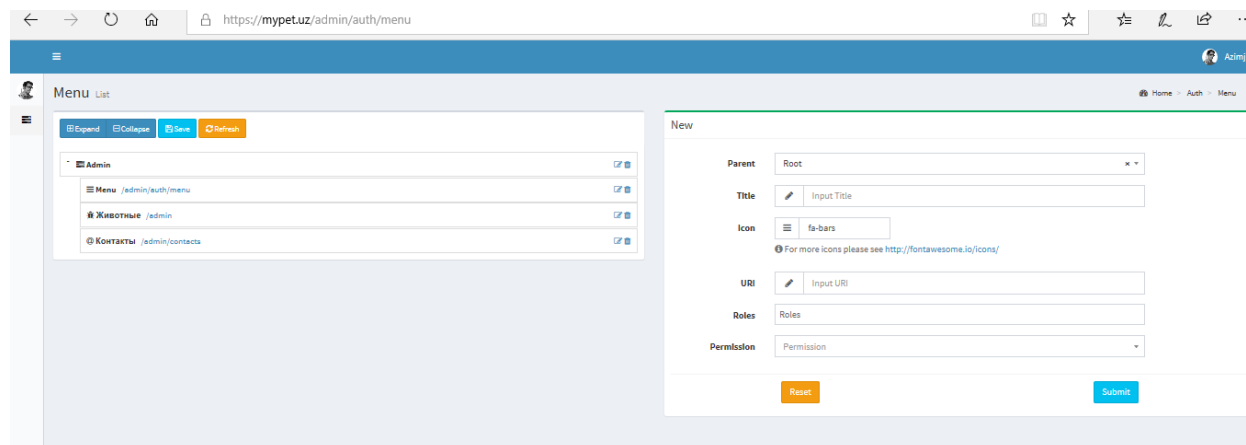 https://mypet.uz/admin/auth/menu
Azimj
Menu List
Home > Auth > Menu
Expand Collapse Save Refresh
Admin
Menu /admin/auth/menu
Животные /admin
Контакты /admin/contacts
New
Parent Root
Title Input Title
Icon fa-bars
For more icons please see http://fontawesome.io/icons/
URI Input URI
Roles Roles
Permission Permission
Reset Submit